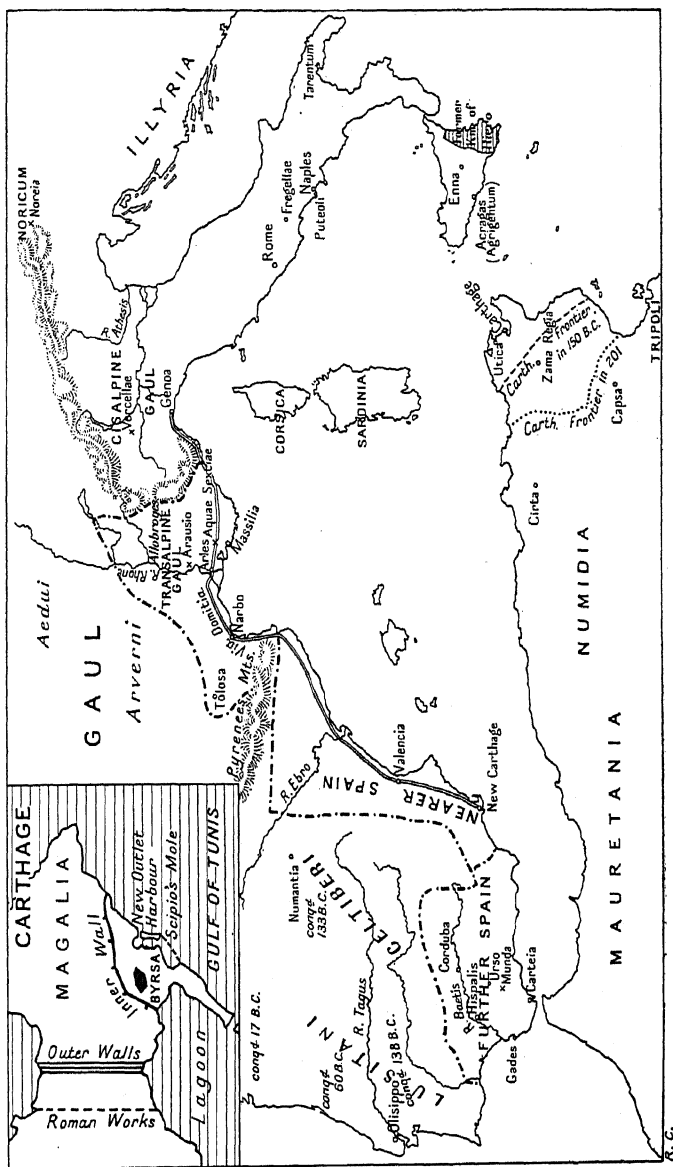 CARTHAGE
MAGALIA
Inner Wall
New Outlet
Harbour
BYRSA
Scipio's Mole
GULF OF TUNIS
Outer Walls
Roman Works
Lagoon
GAUL
Aedui
Arverni
Allobroges
R. Rhone
TRANSALPINE
GAUL
Arausio
Arles
Aquae Sextiae
Massilia
Via Domitia
Narbo
Tōlosa
Pyrenees Mts.
NORICUM
Noreia
ILLYRIA
CISALPINE
GAUL
Vercellae
R. Athesis
Genoa
Rome
Fregellae
Naples
Puteoli
Tarentum
CORSICA
SARDINIA
Enna
Acragas
(Agrigentum)
Former
King of
Hiero
Carthage
Utica
Zama Regia
Carth. Frontier
in 150 B.C.
Carth. Frontier in 201
Capsa
TRIPOLI
Cirta
NUMIDIA
MAURETANIA
R. Ebro
NEARER SPAIN
Valencia
New Carthage
Numantia
CELTIBERI
conqd.
133 B.C.
conqd. 17 B.C.
conqd.
60 B.C.
R. Tagus
LUSITANI
Olisippo
conqd. 138 B.C.
Corduba
R. Baetis
Hispalis
FURTHER SPAIN
Urso
Munda
Carteia
Gades
R. C.